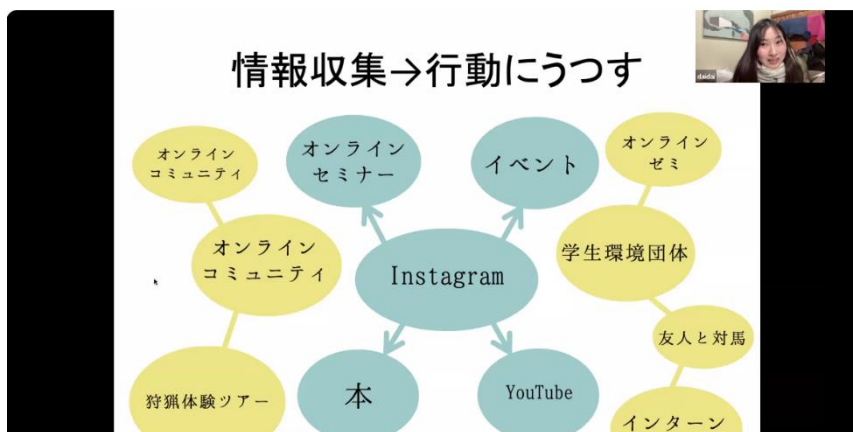 情報収集→行動にうつす
daida
オンライン
コミュニティ
オンライン
セミナー
イベント
オンライン
ゼミ
オンライン
コミュニティ
Instagram
学生環境団体
友人と対馬
狩猟体験ツアー
本
YouTube
インターン